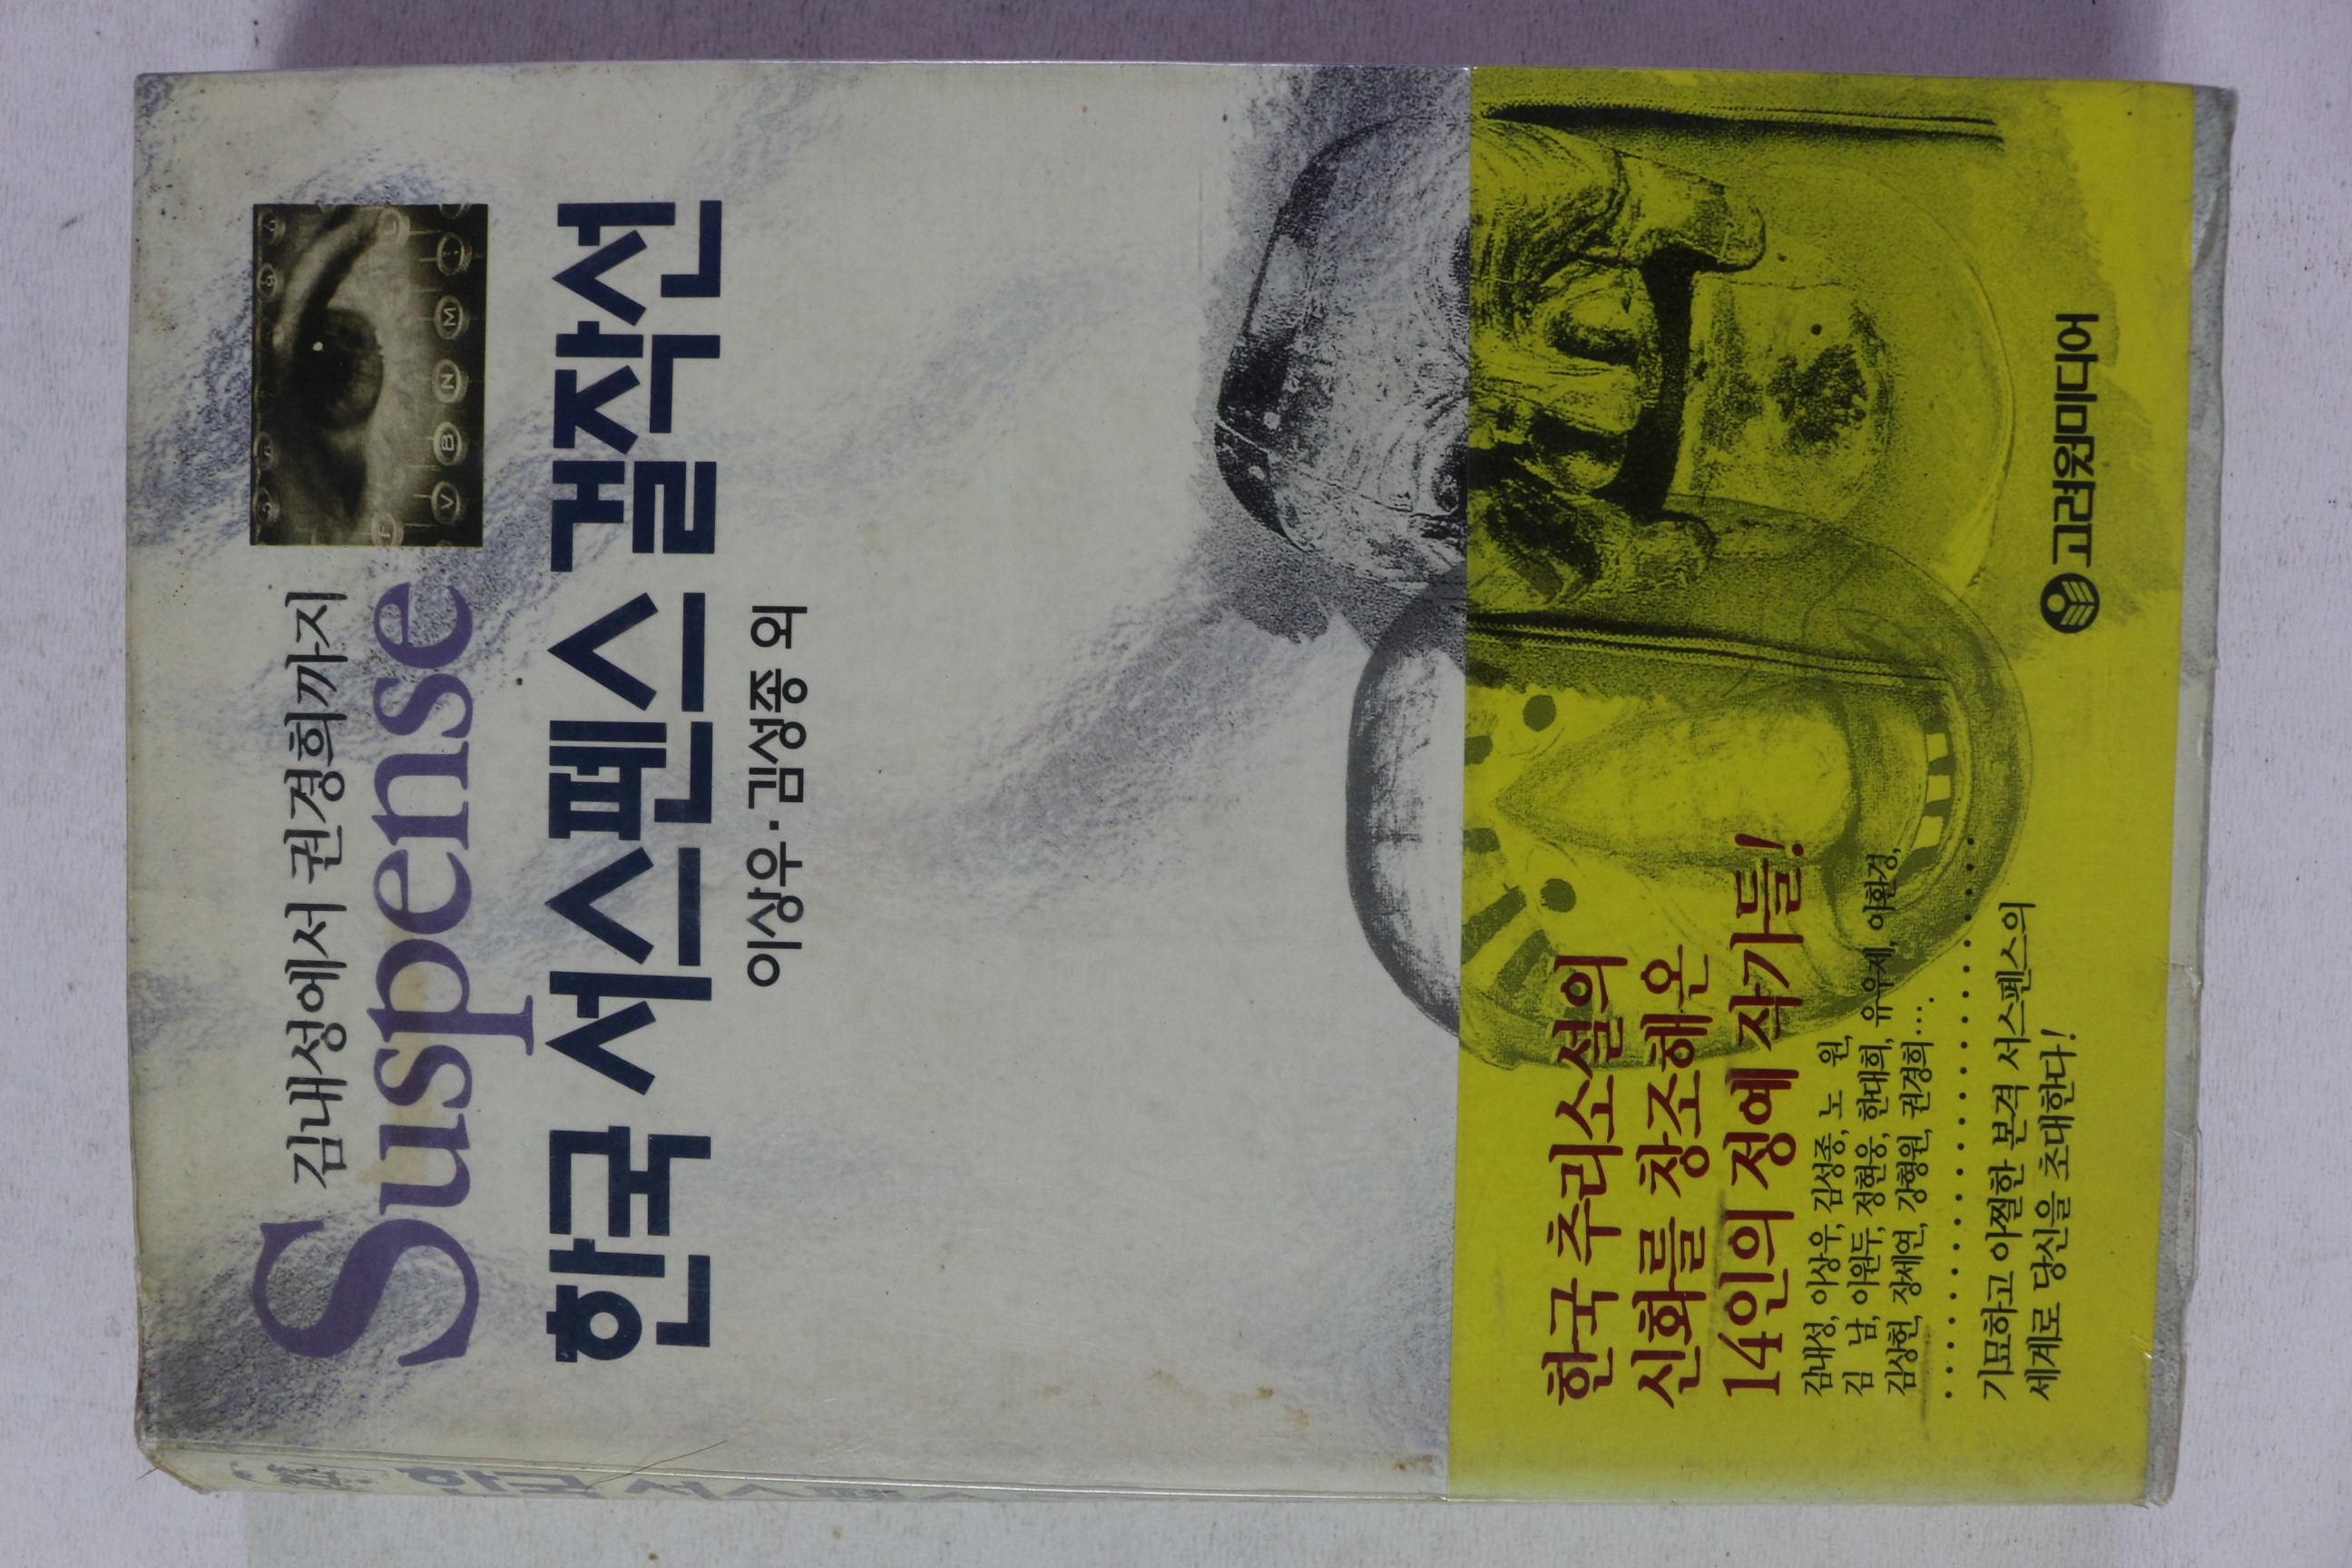 김내성에서 권경희까지
Suspense
한국 서스펜스 걸작선
이상우·김성종 외
한국 추리소설의
신화를 창조해온
14인의 정예 작가들!
김내성, 이상우, 김성종, 노 원,
김 남, 이원두, 정현웅, 한대희, 유우제, 이환경,
김상헌, 장세연, 강형원, 권경희····
기묘하고 아찔한 본격 서스펜스의
세계로 당신을 초대한다!
고려원미디어
V B N M
한국 서스펜스